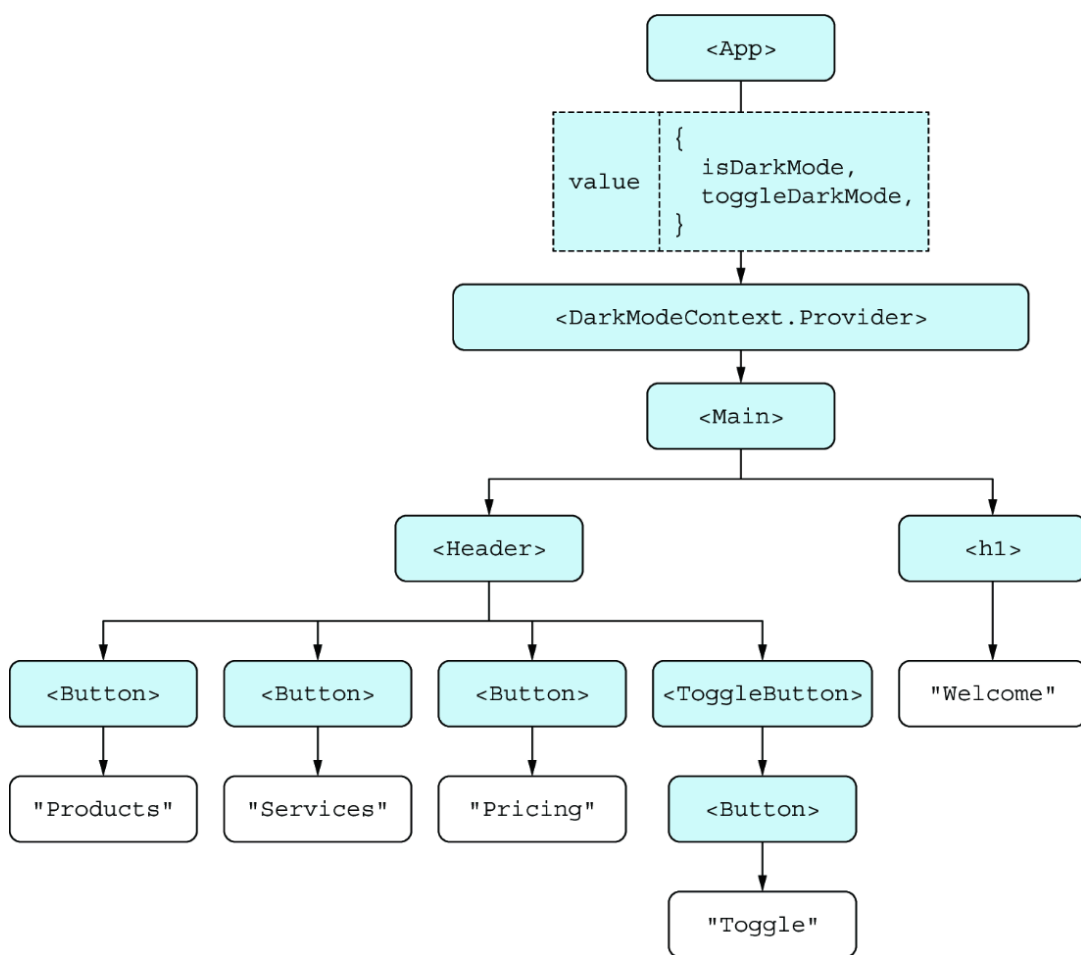 <App>
value
{
isDarkMode,
toggleDarkMode,
}
<DarkModeContext.Provider>
<Main>
<Header>
<h1>
<Button>
<Button>
<Button>
<ToggleButton>
"Welcome"
"Products"
"Services"
"Pricing"
<Button>
"Toggle"